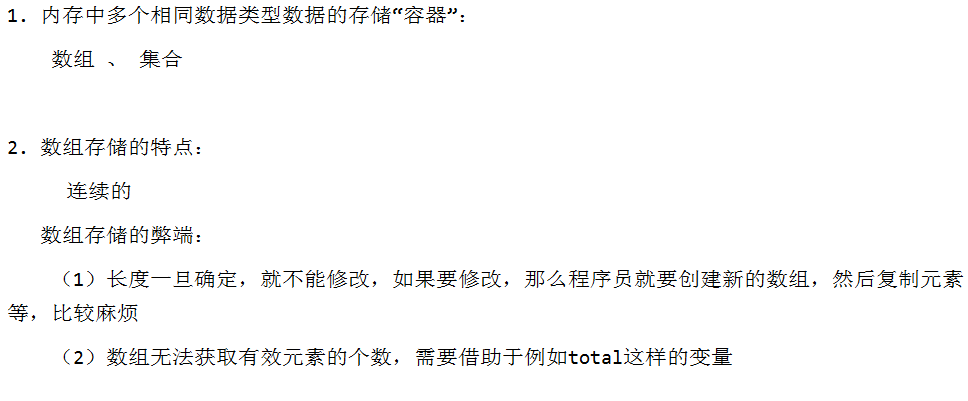 1. 内存中多个相同数据类型数据的存储“容器”：
数组 、 集合
2. 数组存储的特点：
连续的
数组存储的弊端：
（1）长度一旦确定，就不能修改，如果要修改，那么程序员就要创建新的数组，然后复制元素
等，比较麻烦
（2）数组无法获取有效元素的个数，需要借助于例如total这样的变量